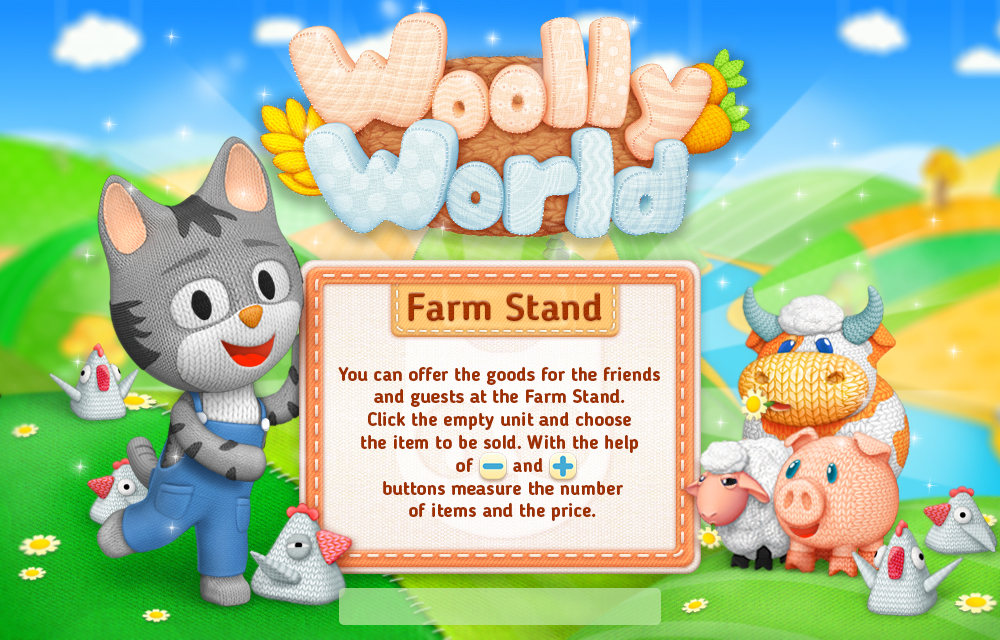 Woolly
World
Farm Stand
You can offer the goods for the friends
and guests at the Farm Stand.
Click the empty unit and choose
the item to be sold. With the help
of - and +
buttons measure the number
of items and the price.